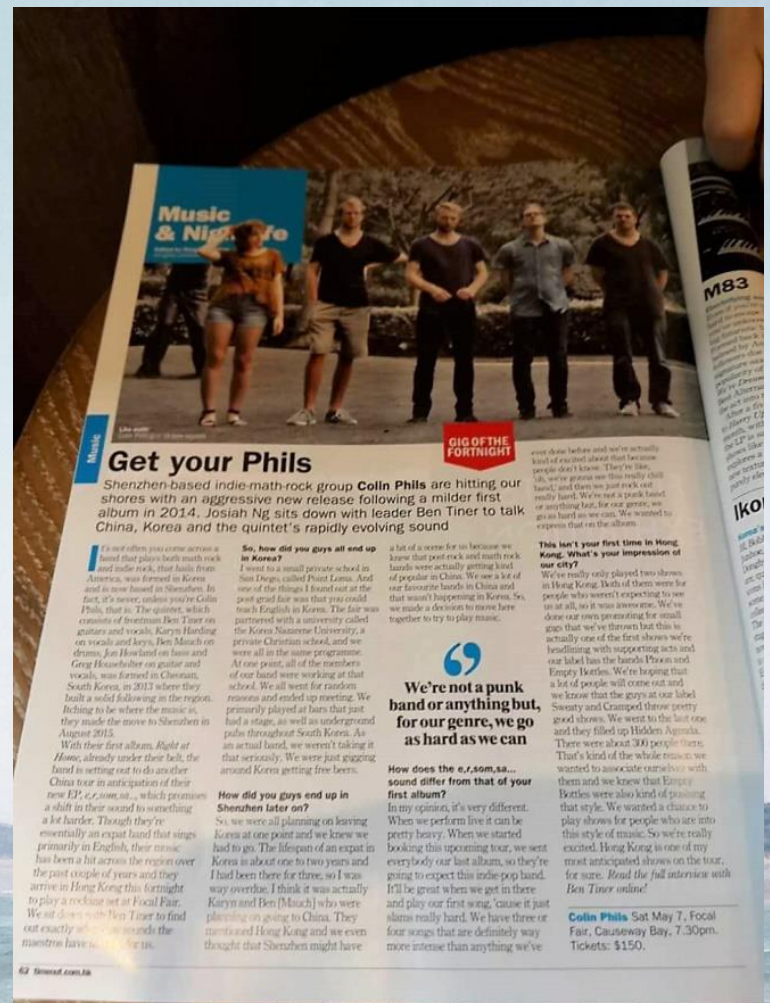 Music
& Nig fe
Like
Music
GIG OF THE
FORTNIGHT
Get your Phils
Shenzhen-based indie-math-rock group Colin Phils are hitting our
shores with an aggressive new release following a milder first
album in 2014. Josiah Ng sits down with leader Ben Tiner to talk
China, Korea and the quintet's rapidly evolving sound
It's not often you come across a
band that plays both math rock
and indie rock, that hails from
America, was formed in Korea
and is now based in Shenzhen. In
fact, it's never, unless you're Colin
Phils, that is. The quintet, which
consists of frontman Ben Tiner on
guitars and vocals, Karyn Harding
on vocals and keys, Ben Mauch on
drums, Jon Howland on bass and
Greg Householter on guitar and
vocals, was formed in Cheonan,
South Korea, in 2013 where they
built a solid following in the region.
Itching to be where the music is,
they made the move to Shenzhen in
August 2015.
With their first album, Right at
Home, already under their belt, the
band is setting out to do another
China tour in anticipation of their
new EP, e,r,som,sa..., which promises
a shift in their sound to something
a lot harder. Though they're
essentially an expat band that sings
primarily in English, their music
has been a hit across the region over
the past couple of years and they
arrive in Hong Kong this fortnight
to play a rocking set at Focal Fair.
We sit down with Ben Tiner to find
out exactly sounds the
maestros have for us.
So, how did you guys all end up
in Korea?
I went to a small private school in
San Diego, called Point Loma. And
one of the things I found out at the
post-grad fair was that you could
teach English in Korea. The fair was
partnered with a university called
the Korea Nazarene University, a
private Christian school, and we
were all in the same programme.
At one point, all of the members
of our band were working at that
school. We all went for random
reasons and ended up meeting. We
primarily played at bars that just
had a stage, as well as underground
pubs throughout South Korea. As
an actual band, we weren't taking it
that seriously. We were just gigging
around Korea getting free beers.
How did you guys end up in
Shenzhen later on?
So, we were all planning on leaving
Korea at one point and we knew we
had to go. The lifespan of an expat in
Korea is about one to two years and
I had been there for three, so I was
way overdue. I think it was actually
Karyn and Ben [Mauch] who were
planning on going to China. They
mentioned Hong Kong and we even
thought that Shenzhen might have
a bit of a scene for us because we
knew that post-rock and math rock
bands were actually getting kind
of popular in China. We see a lot of
our favourite bands in China and
that wasn't happening in Korea. So,
we made a decision to move here
together to try to play music.
We're not a punk
band or anything but,
for our genre, we go
as hard as we can
How does the e,r,som,sa...
sound differ from that of your
first album?
In my opinion, it's very different.
When we perform live it can be
pretty heavy. When we started
booking this upcoming tour, we sent
everybody our last album, so they're
going to expect this indie-pop band.
It'll be great when we get in there
and play our first song, 'cause it just
slams really hard. We have three or
four songs that are definitely way
more intense than anything we've
ever done before and we're actually
kind of excited about that because
people don't know. They're like,
'oh, we're gonna see this really chill
band,' and then we just rock out
really hard. We're not a punk band
or anything but, for our genre, we
go as hard as we can. We wanted to
express that on the album.
This isn't your first time in Hong
Kong. What's your impression of
our city?
We've really only played two shows
in Hong Kong. Both of them were for
people who weren't expecting to see
us at all, so it was awesome. We've
done our own promoting for small
gigs that we've thrown but this is
actually one of the first shows we're
headlining with supporting acts and
our label has the bands Phoon and
Empty Bottles. We're hoping that
a lot of people will come out and
we know that the guys at our label
Sweaty and Cramped throw pretty
good shows. We went to the last one
and they filled up Hidden Agenda.
There were about 300 people there.
That's kind of the whole reason we
wanted to associate ourselves with
them and we knew that Empty
Bottles were also kind of pushing
that style. We wanted a chance to
play shows for people who are into
this style of music. So we're really
excited. Hong Kong is one of my
most anticipated shows on the tour,
for sure. Read the full interview with
Ben Tiner online!
Colin Phils Sat May 7, Focal
Fair, Causeway Bay, 7.30pm.
Tickets: $150.
62 timeout.com.hk
M83
Iko